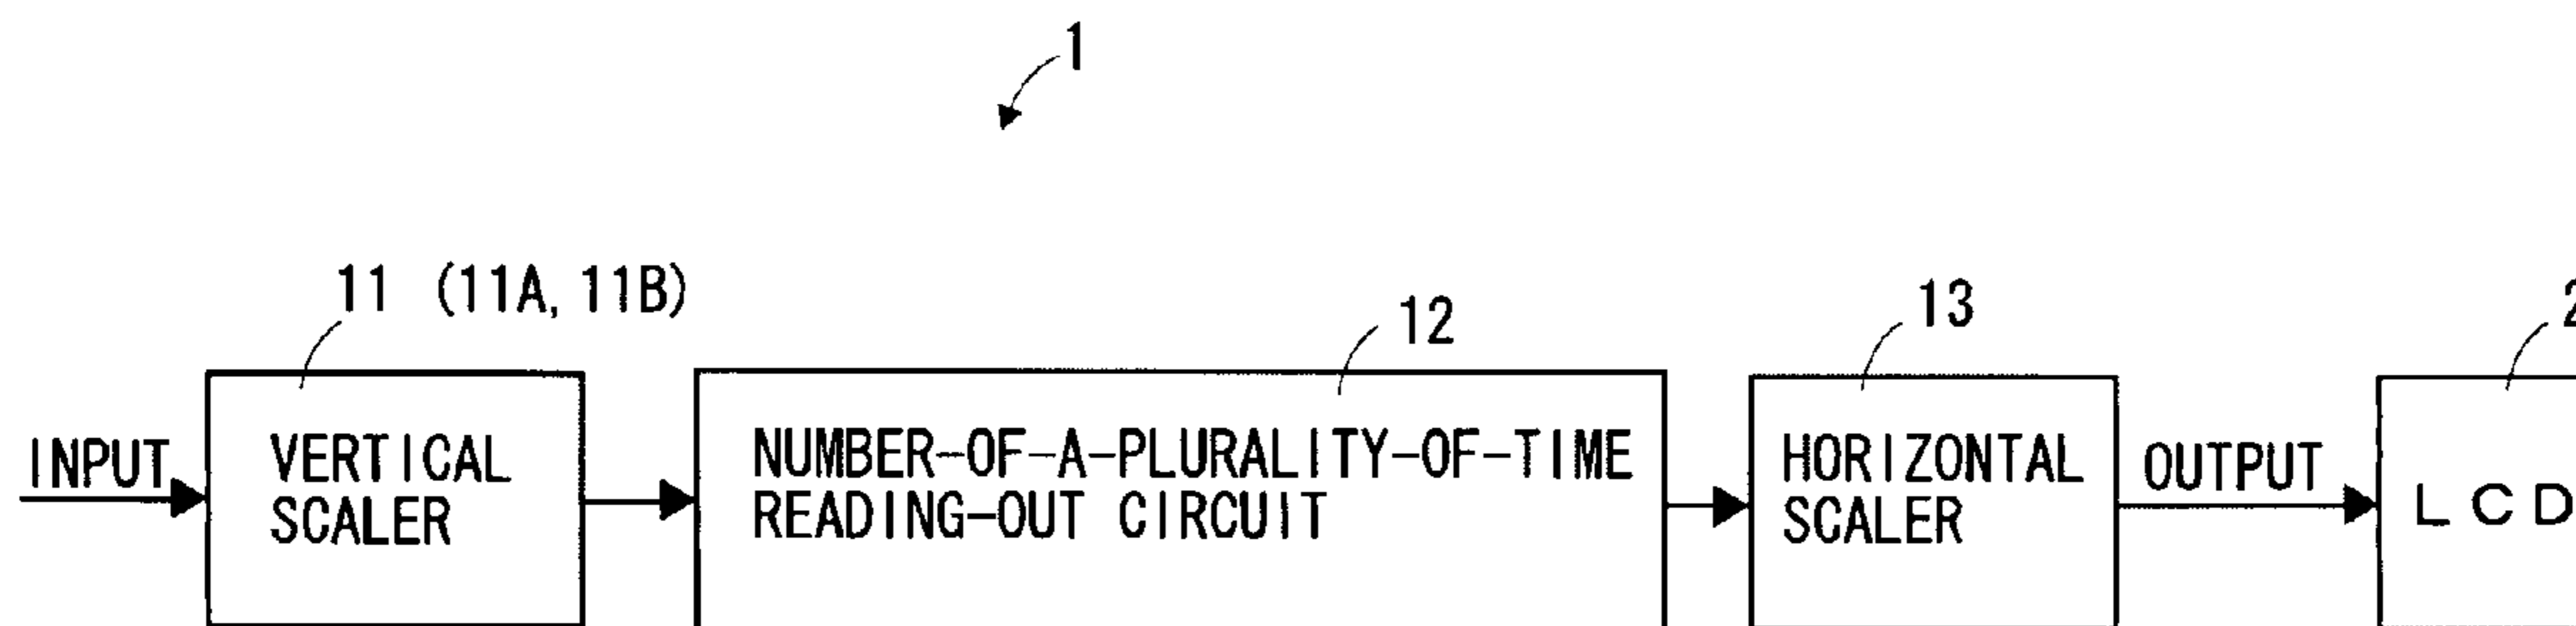 1
11 (11A, 11B)
12
13
2
INPUT
VERTICAL
SCALER
NUMBER-OF-A-PLURALITY-OF-TIME
READING-OUT CIRCUIT
HORIZONTAL
SCALER
OUTPUT
LCD